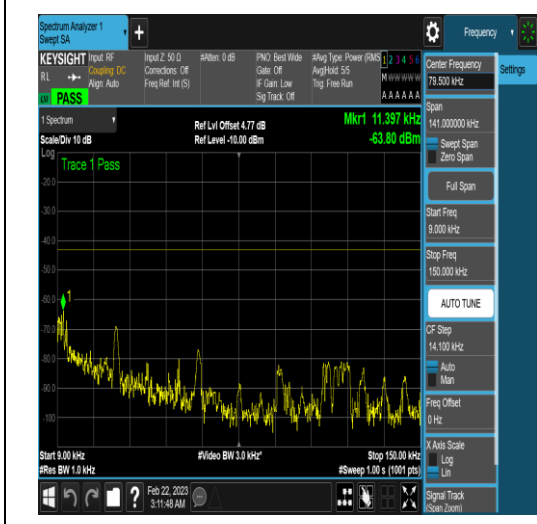 Spectrum Analyzer 1
Swept SA
Frequency
KEYSIGHT
RL
PASS
Input: RF
Coupling: DC
Align: Auto
Input Z: 50 Ω
Corrections: Off
Freq Ref: Int (S)
#Atten: 0 dB
PNO: Best Wide
Gate: Off
IF Gain: Low
Sig Track: Off
#Avg Type: Power (RMS
Avg|Hold: 5/5
Trig: Free Run
1 2 3 4 5 6
M W W W W W
A A A A A A
1 Spectrum
Scale/Div 10 dB
Ref Lvl Offset 4.77 dB
Ref Level -10.00 dBm
Mkr1 11.397 kHz
-63.80 dBm
Log
Trace 1 Pass
-20.0
-30.0
-40.0
-50.0
-60.0
1
-70.0
-80.0
-90.0
-100
Start 9.00 kHz
#Video BW 3.0 kHz*
Stop 150.00 kHz
#Res BW 1.0 kHz
#Sweep 1.00 s (1001 pts)
?
Feb 22, 2023
3:11:48 AM
Settings
Center Frequency
79.500 kHz
Span
141.000000 kHz
Swept Span
Zero Span
Full Span
Start Freq
9.000 kHz
Stop Freq
150.000 kHz
AUTO TUNE
CF Step
14.100 kHz
Auto
Man
Freq Offset
0 Hz
X Axis Scale
Log
Lin
Signal Track
(Span Zoom)